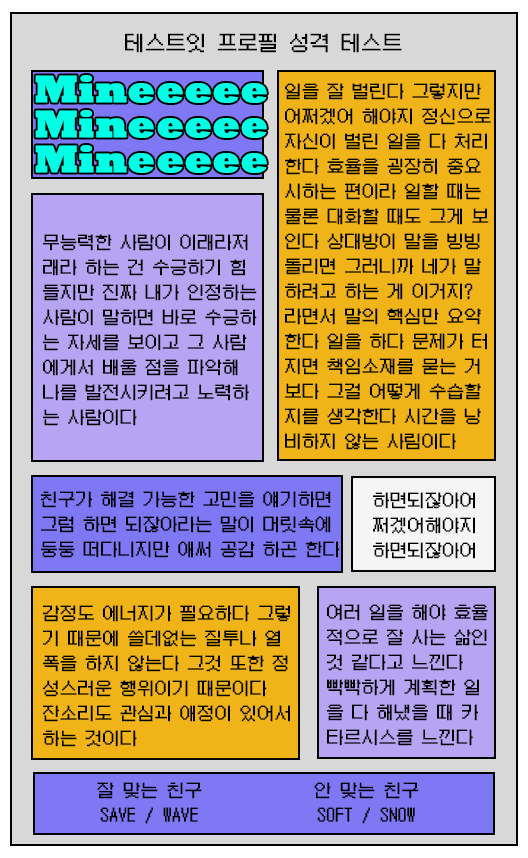 테스트잇 프로필 성격 테스트
Mineeeee
Mineeeee
Mineeeee
무능력한 사람이 이래라저
래라 하는 건 수긍하기 힘
들지만 진짜 내가 인정하는
사람이 말하면 바로 수긍하
는 자세를 보이고 그 사람
에게서 배울 점을 파악해
나를 발전시키려고 노력하
는 사람이다
일을 잘 벌린다 그렇지만
어쩌겠어 해야지 정신으로
자신이 벌린 일을 다 처리
한다 효율을 굉장히 중요
시하는 편이라 일할 때는
물론 대화할 때도 그게 보
인다 상대방이 말을 빙빙
돌리면 그러니까 네가 말
하려고 하는 게 이거지?
라면서 말의 핵심만 요약
한다 일을 하다 문제가 터
지면 책임소재를 묻는 거
보다 그걸 어떻게 수습할
지를 생각한다 시간을 낭
비하지 않는 사림이다
친구가 해결 가능한 고민을 얘기하면
그럼 하면 되잖아라는 말이 머릿속에
둥둥 떠다니지만 애써 공감 하곤 한다
하면되잖아어
쩌겠어해야지
하면되잖아어
감정도 에너지가 필요하다 그렇
기 때문에 쓸데없는 질투나 열
폭을 하지 않는다 그것 또한 정
성스러운 행위이기 때문이다
잔소리도 관심과 애정이 있어서
하는 것이다
여러 일을 해야 효율
적으로 잘 사는 삶인
것 같다고 느낀다
빡빡하게 계획한 일
을 다 해냈을 때 카
타르시스를 느낀다
잘 맞는 친구
SAVE / WAVE
안 맞는 친구
SOFT / SNOW